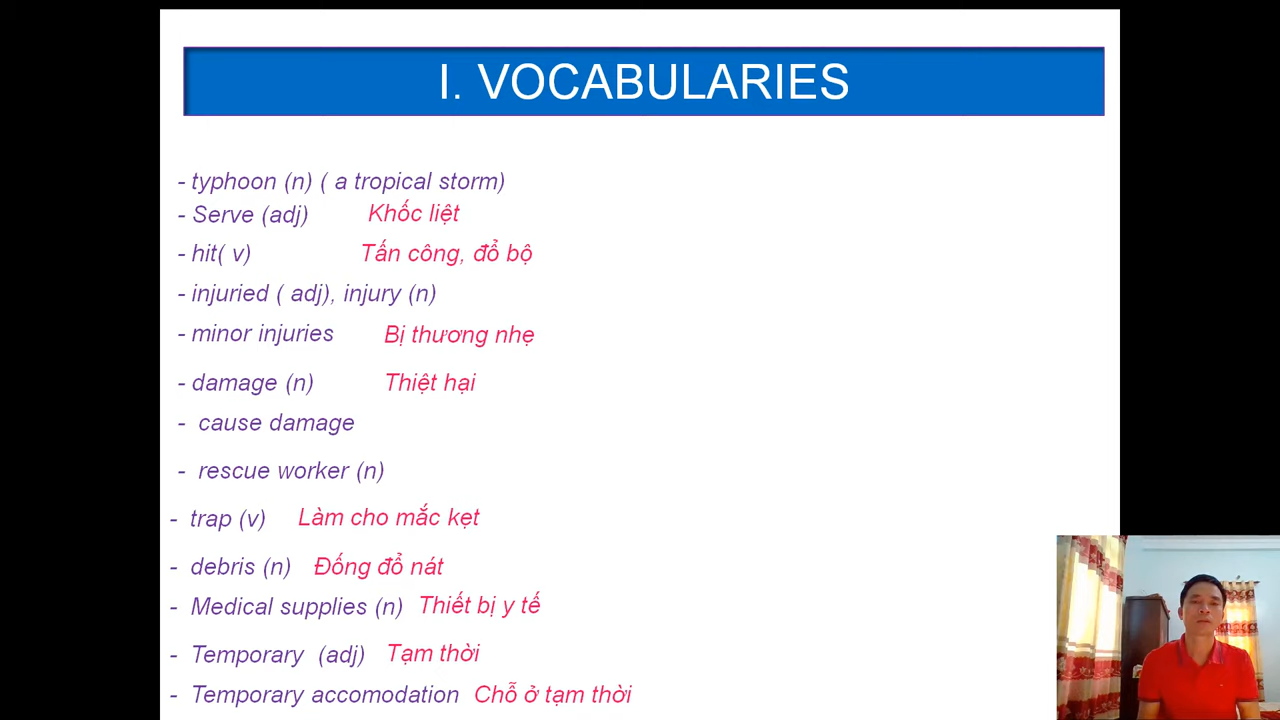 I. VOCABULARIES
- typhoon (n) ( a tropical storm)
- Serve (adj) Khốc liệt
- hit( v) Tấn công, đổ bộ
- injuried ( adj), injury (n)
- minor injuries Bị thương nhẹ
- damage (n) Thiệt hại
- cause damage
- rescue worker (n)
- trap (v) Làm cho mắc kẹt
- debris (n) Đống đổ nát
- Medical supplies (n) Thiết bị y tế
- Temporary (adj) Tạm thời
- Temporary accomodation Chỗ ở tạm thời